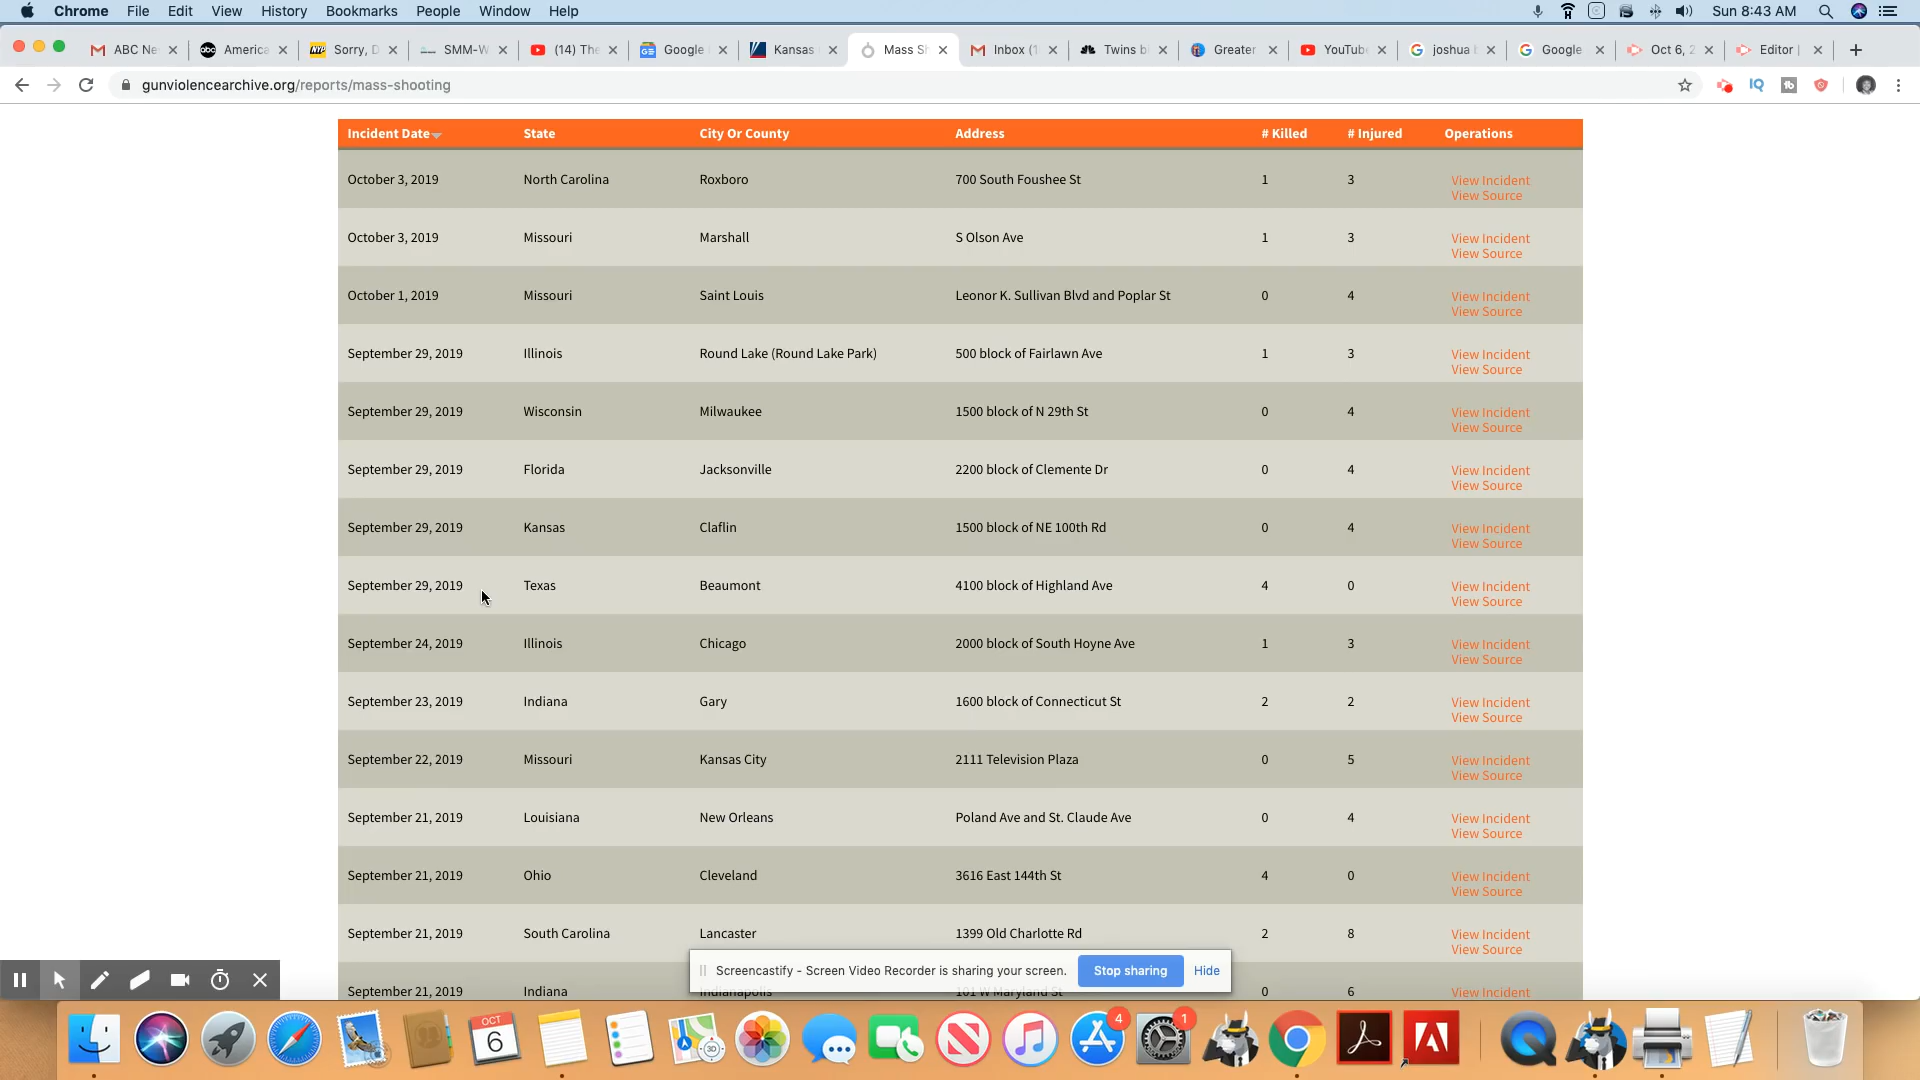 Chrome File Edit View History Bookmarks People Window Help Sun 8:43 AM
ABC Ne America Sorry, D SMM-W (14) The Google Kansas Mass Sh Inbox (1 Twins b Greater YouTub joshua Google Oct 6, 2 Editor |
gunviolencearchive.org/reports/mass-shooting
Incident Date State City Or County Address # Killed # Injured Operations
October 3, 2019 North Carolina Roxboro 700 South Foushee St 1 3 View Incident
View Source
October 3, 2019 Missouri Marshall S Olson Ave 1 3 View Incident
View Source
October 1, 2019 Missouri Saint Louis Leonor K. Sullivan Blvd and Poplar St 0 4 View Incident
View Source
September 29, 2019 Illinois Round Lake (Round Lake Park) 500 block of Fairlawn Ave 1 3 View Incident
View Source
September 29, 2019 Wisconsin Milwaukee 1500 block of N 29th St 0 4 View Incident
View Source
September 29, 2019 Florida Jacksonville 2200 block of Clemente Dr 0 4 View Incident
View Source
September 29, 2019 Kansas Claflin 1500 block of NE 100th Rd 0 4 View Incident
View Source
September 29, 2019 Texas Beaumont 4100 block of Highland Ave 4 0 View Incident
View Source
September 24, 2019 Illinois Chicago 2000 block of South Hoyne Ave 1 3 View Incident
View Source
September 23, 2019 Indiana Gary 1600 block of Connecticut St 2 2 View Incident
View Source
September 22, 2019 Missouri Kansas City 2111 Television Plaza 0 5 View Incident
View Source
September 21, 2019 Louisiana New Orleans Poland Ave and St. Claude Ave 0 4 View Incident
View Source
September 21, 2019 Ohio Cleveland 3616 East 144th St 4 0 View Incident
View Source
September 21, 2019 South Carolina Lancaster 1399 Old Charlotte Rd 2 8 View Incident
View Source
Screencastify - Screen Video Recorder is sharing your screen. Stop sharing Hide
September 21, 2019 Indiana Indianapolis 101 W Maryland St 0 6 View Incident
OCT
6
3D
4
1